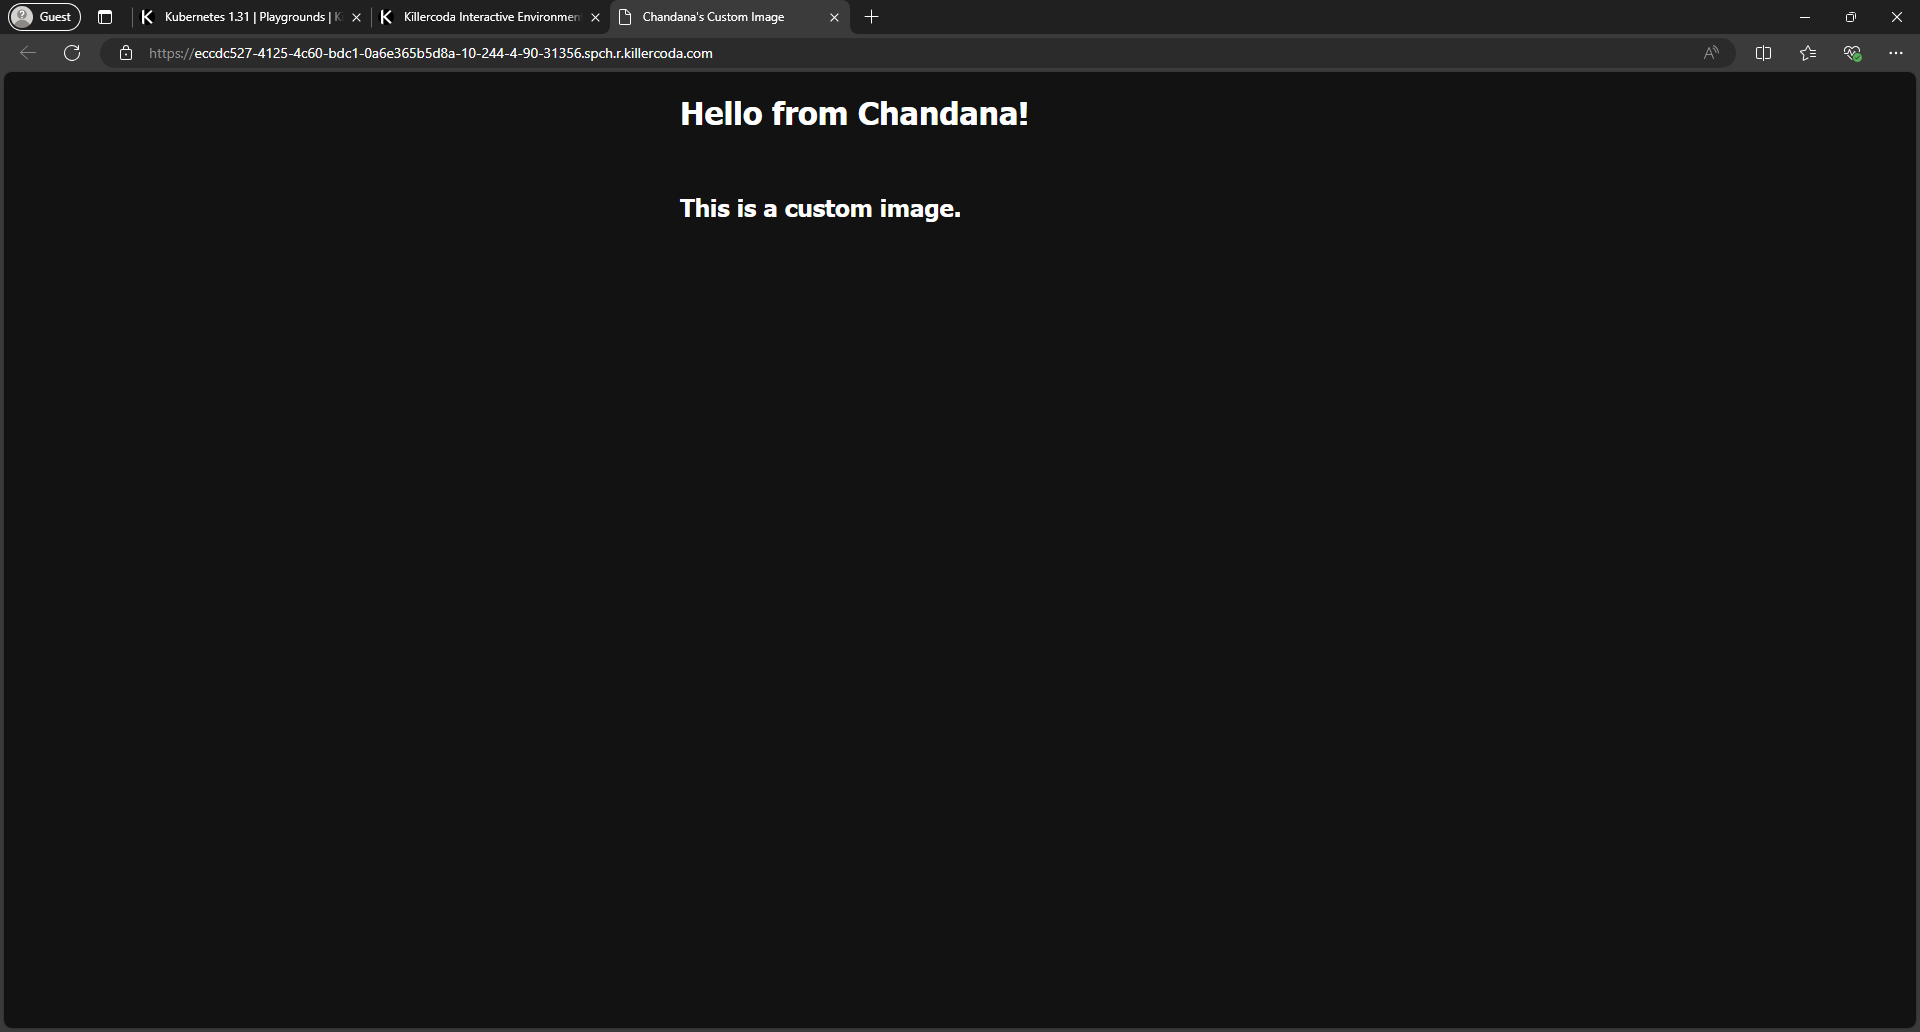 Guest
Kubernetes 1.31 | Playgrounds | K
Killercoda Interactive Environmen
Chandana's Custom Image
https://eccdc527-4125-4c60-bdc1-0a6e365b5d8a-10-244-4-90-31356.spch.r.killercoda.com
Hello from Chandana!
This is a custom image.